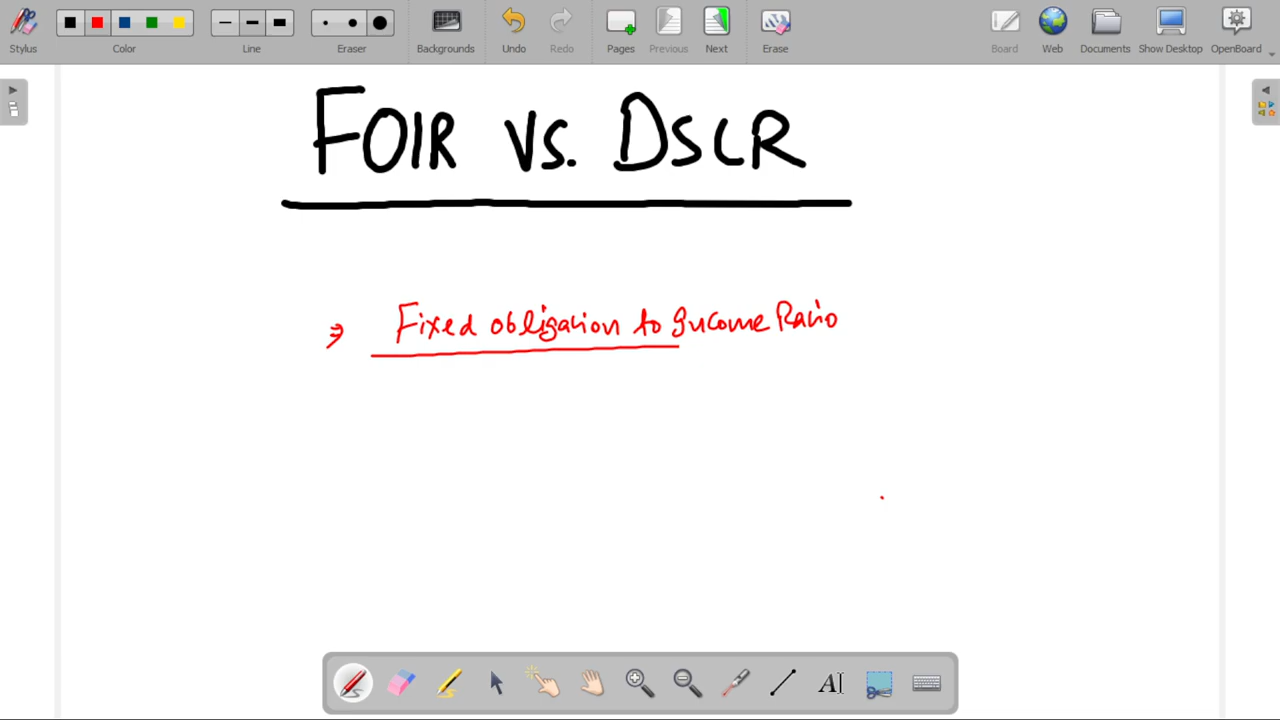 Stylus Color Line Eraser Backgrounds Undo Redo Pages Previous Next Erase Board Web Documents Show Desktop OpenBoard
FOIR VS. DSCR
⇒ Fixed obligation to Income Ratio